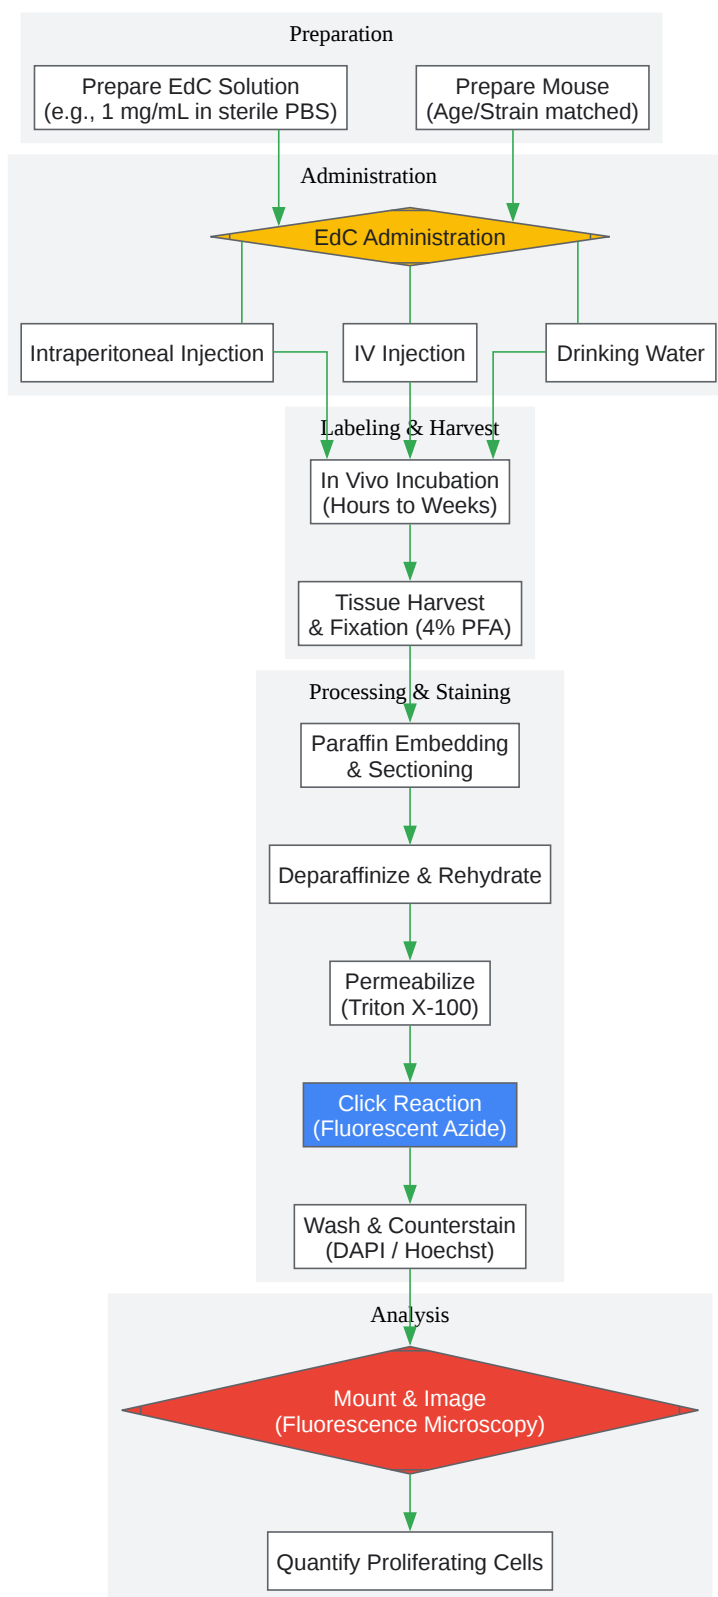 Preparation
Prepare EdC Solution
(e.g., 1 mg/mL in sterile PBS)
Prepare Mouse
(Age/Strain matched)
Administration
EdC Administration
Intraperitoneal Injection
IV Injection
Drinking Water
Labeling & Harvest
In Vivo Incubation
(Hours to Weeks)
Tissue Harvest
& Fixation (4% PFA)
Processing & Staining
Paraffin Embedding
& Sectioning
Deparaffinize & Rehydrate
Permeabilize
(Triton X-100)
Click Reaction
(Fluorescent Azide)
Wash & Counterstain
(DAPI / Hoechst)
Analysis
Mount & Image
(Fluorescence Microscopy)
Quantify Proliferating Cells